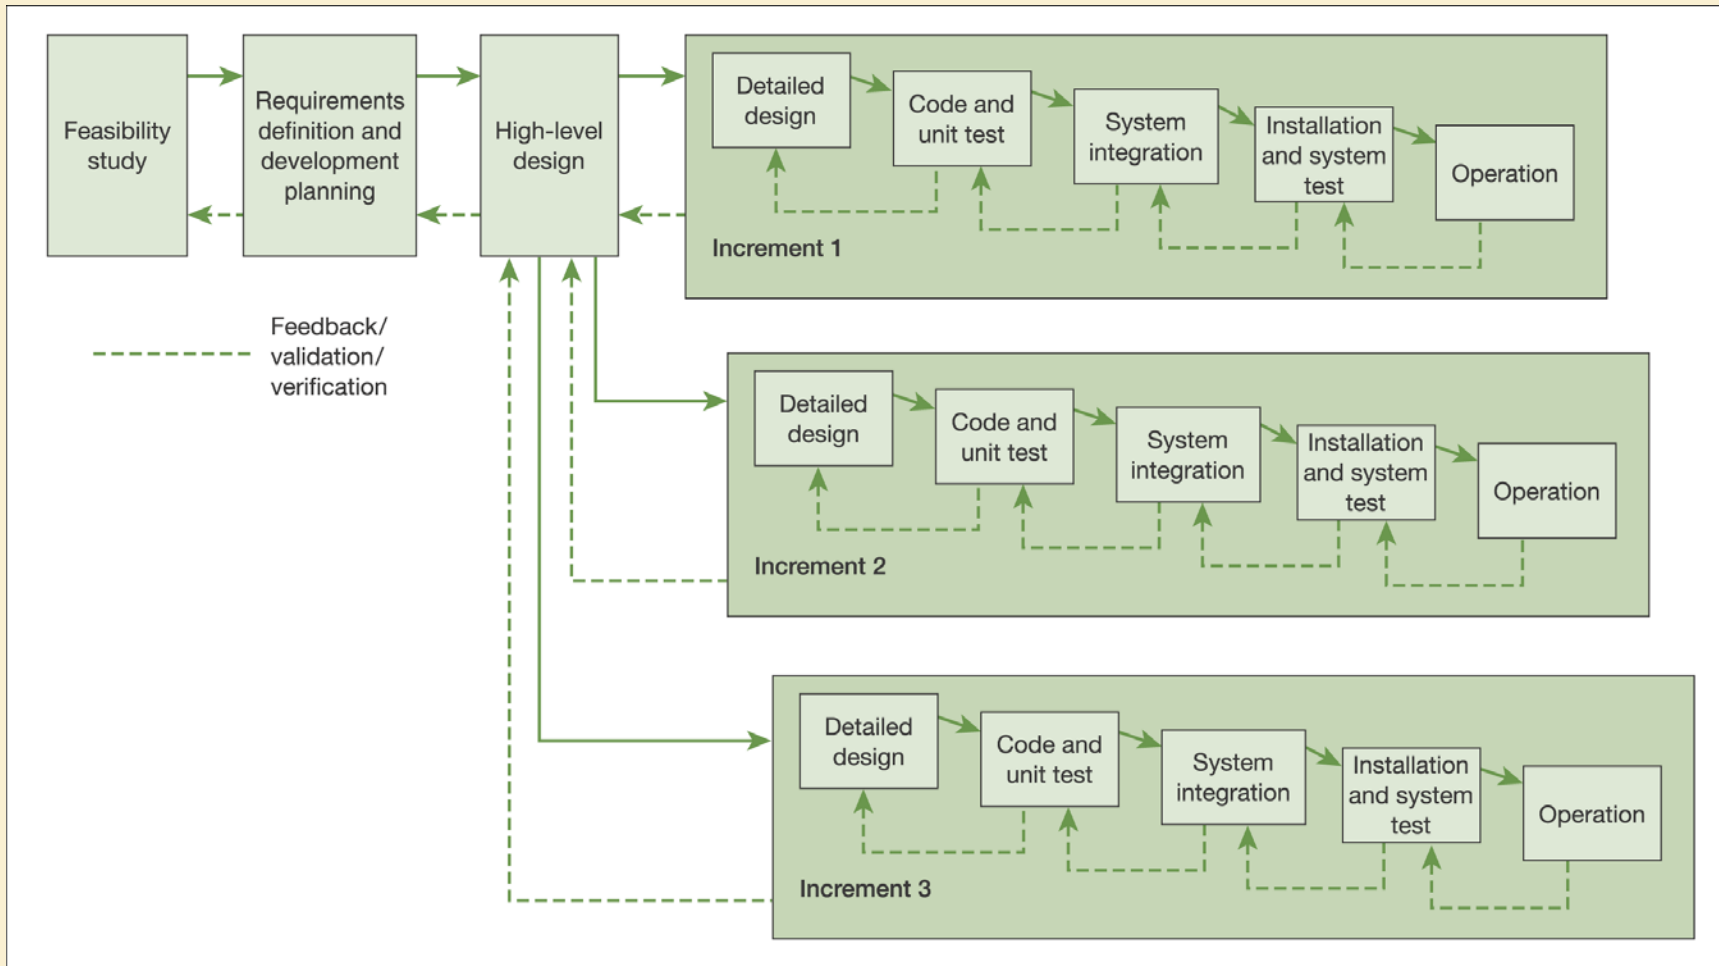 Feasibility
study
Requirements
definition and
development
planning
High-level
design
Detailed
design
Code and
unit test
System
integration
Installation
and system
test
Operation
Increment 1
Feedback/
validation/
verification
Detailed
design
Code and
unit test
System
integration
Installation
and system
test
Operation
Increment 2
Detailed
design
Code and
unit test
System
integration
Installation
and system
test
Operation
Increment 3